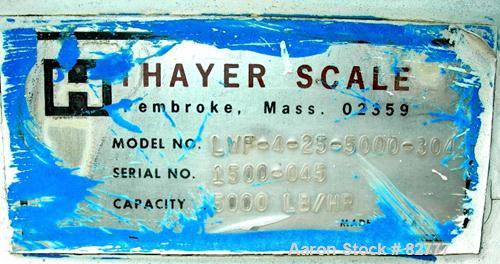 THAYER SCALE
Pembroke, Mass. 02359
MODEL NO. LWF-4-25-5000-304
SERIAL NO. 1500-045
CAPACITY 5000 LB/HR
MADE
Aaron Stock #